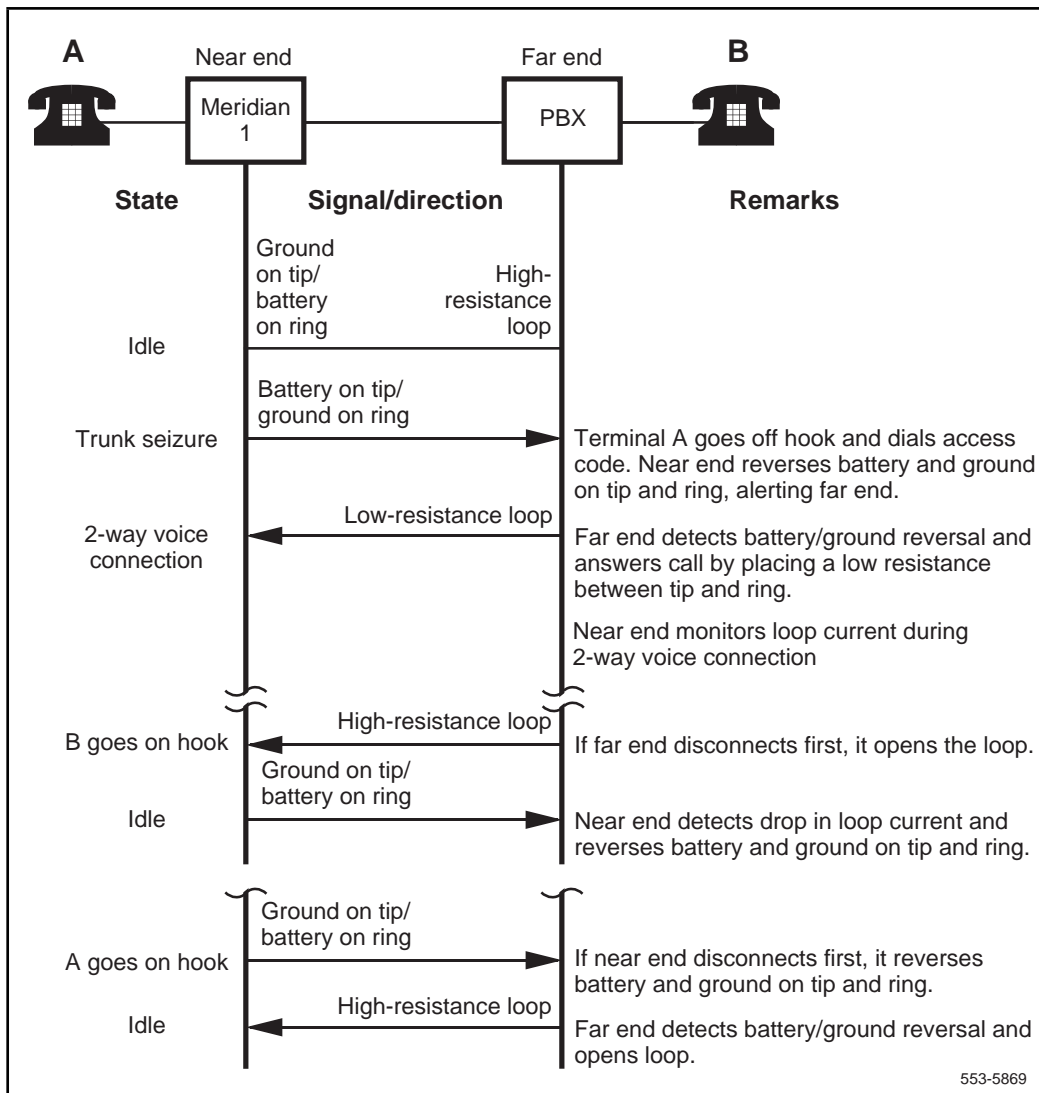 A
Near end
Far end
B
Meridian
1
PBX
State
Signal/direction
Remarks
Ground
on tip/
battery
on ring
High-
resistance
loop
Idle
Battery on tip/
ground on ring
Trunk seizure
Terminal A goes off hook and dials access
code. Near end reverses battery and ground
on tip and ring, alerting far end.
Low-resistance loop
2-way voice
connection
Far end detects battery/ground reversal and
answers call by placing a low resistance
between tip and ring.
Near end monitors loop current during
2-way voice connection
High-resistance loop
B goes on hook
If far end disconnects first, it opens the loop.
Ground on tip/
battery on ring
Idle
Near end detects drop in loop current and
reverses battery and ground on tip and ring.
Ground on tip/
battery on ring
A goes on hook
If near end disconnects first, it reverses
battery and ground on tip and ring.
High-resistance loop
Idle
Far end detects battery/ground reversal and
opens loop.
553-5869